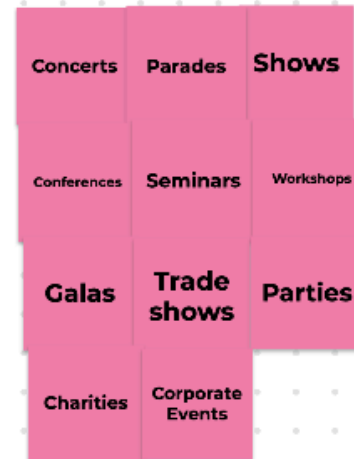 Concerts
Parades
Shows
Conferences
Seminars
Workshops
Galas
Trade
shows
Parties
Charities
Corporate
Events